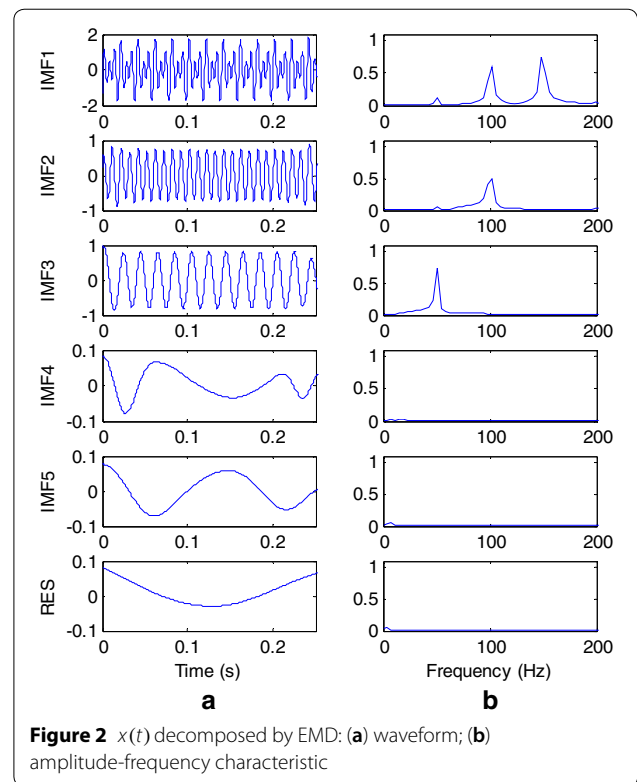 IMF1 2 0 -2 0 0.1 0.2 1 0.5 0 0 100 200
IMF2 1 0 -1 0 0.1 0.2 1 0.5 0 0 100 200
IMF3 1 0 -1 0 0.1 0.2 1 0.5 0 0 100 200
IMF4 0.1 0 -0.1 0 0.1 0.2 1 0.5 0 0 100 200
IMF5 0.1 0 -0.1 0 0.1 0.2 1 0.5 0 0 100 200
RES 0.1 0 -0.1 0 0.1 0.2 1 0.5 0 0 100 200
Time (s) Frequency (Hz)
a b
Figure 2 x(t) decomposed by EMD: (a) waveform; (b)
amplitude-frequency characteristic